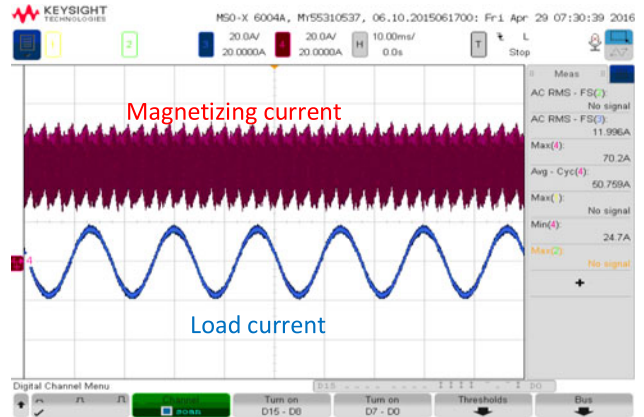 KEYSIGHT
TECHNOLOGIES
MSO-X 6004A, MY55310537, 06.10.2015061700: Fri Apr 29 07:30:39 2016
1 2 3 20.0A/ 4 20.0A/ H 10.00ms/ T L
20.0000A 20.0000A 0.0s Stop
Meas
AC RMS - FS(2):
No signal
AC RMS - FS(3):
11.996A
Max(4):
70.2A
Avg - Cyc(4):
50.759A
Max(1):
No signal
Min(4):
24.7A
Max(2):
No signal
Magnetizing current
4
Load current
Digital Channel Menu
D15 D0
Channel
Turn on
D15 - D8
Turn on
D7 - D0
Thresholds
Bus